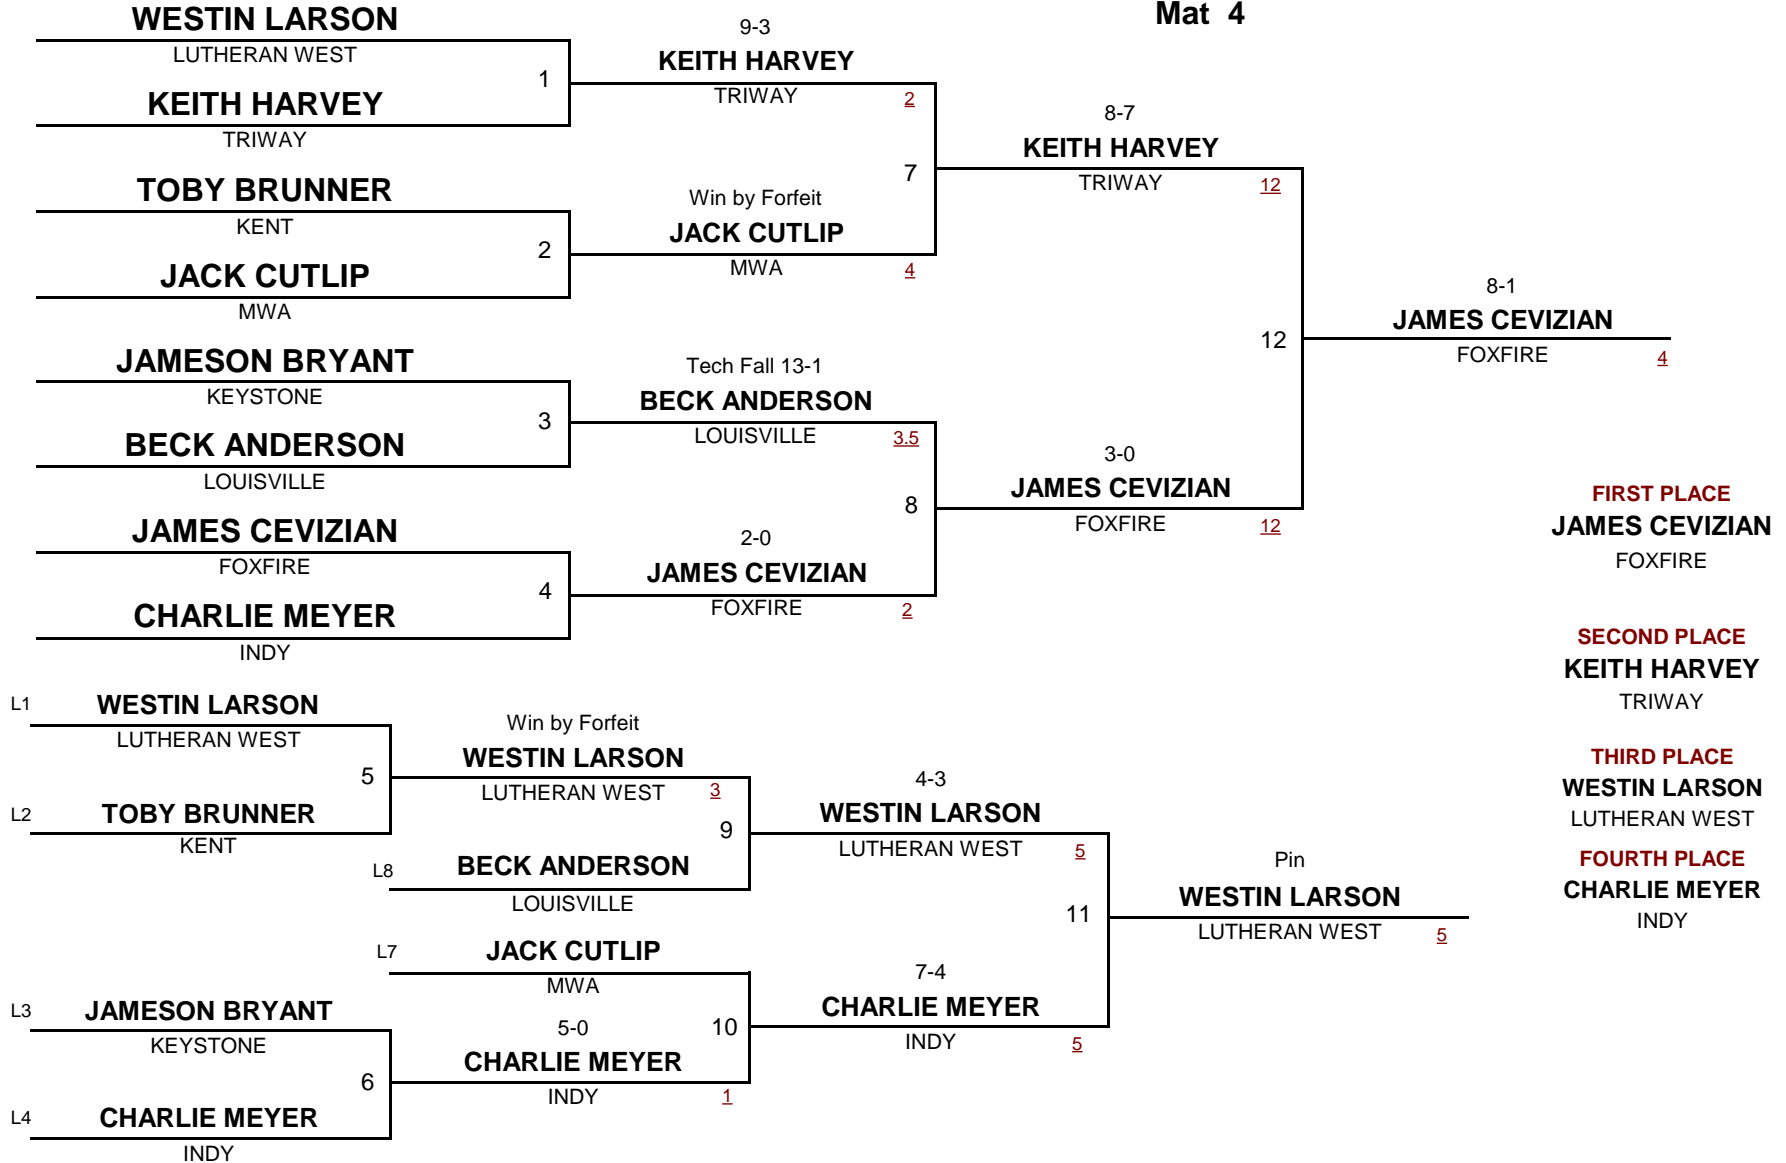 Mat 4
WESTIN LARSON
LUTHERAN WEST
1
KEITH HARVEY
TRIWAY
TOBY BRUNNER
KENT
2
JACK CUTLIP
MWA
JAMESON BRYANT
KEYSTONE
3
BECK ANDERSON
LOUISVILLE
JAMES CEVIZIAN
FOXFIRE
4
CHARLIE MEYER
INDY
9-3
KEITH HARVEY
TRIWAY 2
7
Win by Forfeit
JACK CUTLIP
MWA 4
Tech Fall 13-1
BECK ANDERSON
LOUISVILLE 3.5
8
2-0
JAMES CEVIZIAN
FOXFIRE 2
8-7
KEITH HARVEY
TRIWAY 12
12
3-0
JAMES CEVIZIAN
FOXFIRE 12
8-1
JAMES CEVIZIAN
FOXFIRE 4
L1 WESTIN LARSON
LUTHERAN WEST
5
L2 TOBY BRUNNER
KENT
Win by Forfeit
WESTIN LARSON
LUTHERAN WEST 3
9
L8 BECK ANDERSON
LOUISVILLE
L7 JACK CUTLIP
MWA
10
L3 JAMESON BRYANT
KEYSTONE
6
L4 CHARLIE MEYER
INDY
5-0
CHARLIE MEYER
INDY 1
4-3
WESTIN LARSON
LUTHERAN WEST 5
11
7-4
CHARLIE MEYER
INDY 5
Pin
WESTIN LARSON
LUTHERAN WEST 5
FIRST PLACE
JAMES CEVIZIAN
FOXFIRE
SECOND PLACE
KEITH HARVEY
TRIWAY
THIRD PLACE
WESTIN LARSON
LUTHERAN WEST
FOURTH PLACE
CHARLIE MEYER
INDY